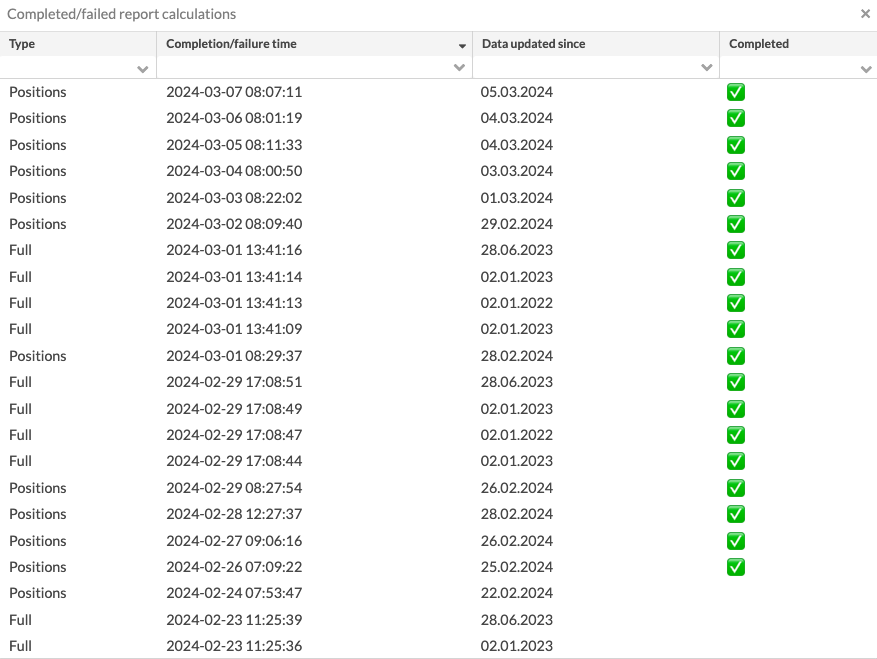 Completed/failed report calculations
Type Completion/failure time Data updated since Completed
Positions 2024-03-07 08:07:11 05.03.2024 ✅
Positions 2024-03-06 08:01:19 04.03.2024 ✅
Positions 2024-03-05 08:11:33 04.03.2024 ✅
Positions 2024-03-04 08:00:50 03.03.2024 ✅
Positions 2024-03-03 08:22:02 01.03.2024 ✅
Positions 2024-03-02 08:09:40 29.02.2024 ✅
Full 2024-03-01 13:41:16 28.06.2023 ✅
Full 2024-03-01 13:41:14 02.01.2023 ✅
Full 2024-03-01 13:41:13 02.01.2022 ✅
Full 2024-03-01 13:41:09 02.01.2023 ✅
Positions 2024-03-01 08:29:37 28.02.2024 ✅
Full 2024-02-29 17:08:51 28.06.2023 ✅
Full 2024-02-29 17:08:49 02.01.2023 ✅
Full 2024-02-29 17:08:47 02.01.2022 ✅
Full 2024-02-29 17:08:44 02.01.2023 ✅
Positions 2024-02-29 08:27:54 26.02.2024 ✅
Positions 2024-02-28 12:27:37 28.02.2024 ✅
Positions 2024-02-27 09:06:16 26.02.2024 ✅
Positions 2024-02-26 07:09:22 25.02.2024 ✅
Positions 2024-02-24 07:53:47 22.02.2024
Full 2024-02-23 11:25:39 28.06.2023
Full 2024-02-23 11:25:36 02.01.2023